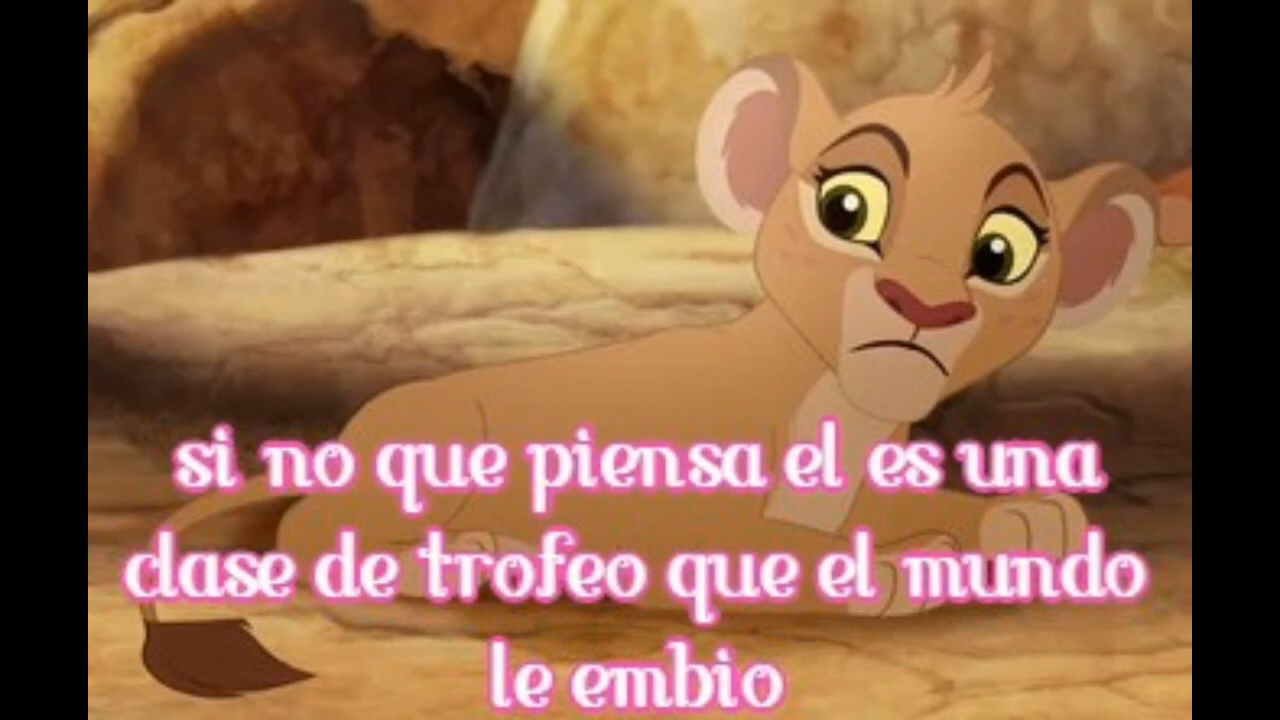 si no que piensa el es una
clase de trofeo que el mundo
le embio